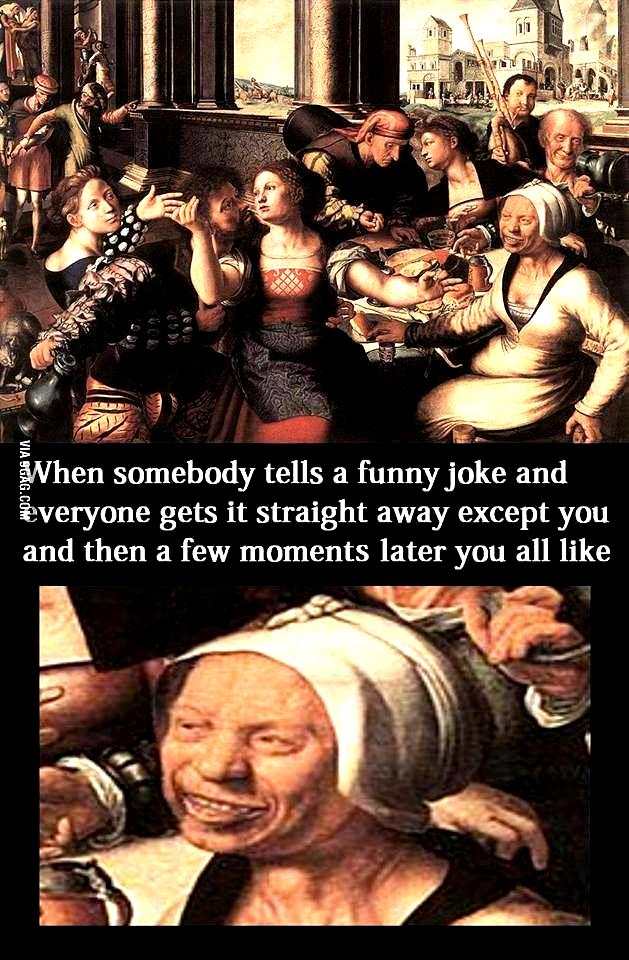 When somebody tells a funny joke and
everyone gets it straight away except you
and then a few moments later you all like
VIA 9GAG.COM